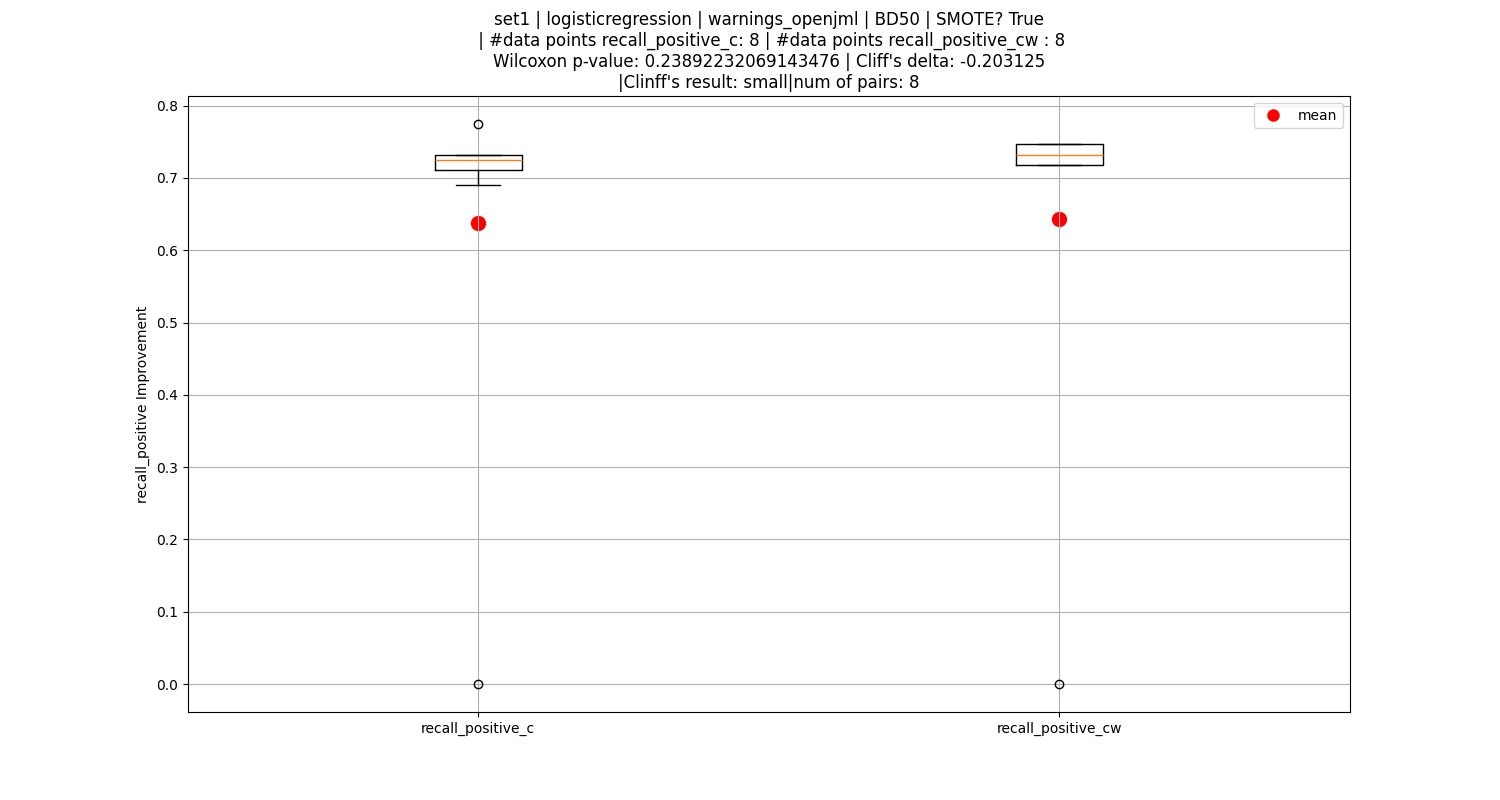 set1 | logisticregression | warnings_openjml | BD50 | SMOTE? True
| #data points recall_positive_c: 8 | #data points recall_positive_cw : 8
Wilcoxon p-value: 0.23892232069143476 | Cliff's delta: -0.203125
|Clinff's result: small|num of pairs: 8
mean
recall_positive Improvement
0.8
0.7
0.6
0.5
0.4
0.3
0.2
0.1
0.0
recall_positive_c
recall_positive_cw